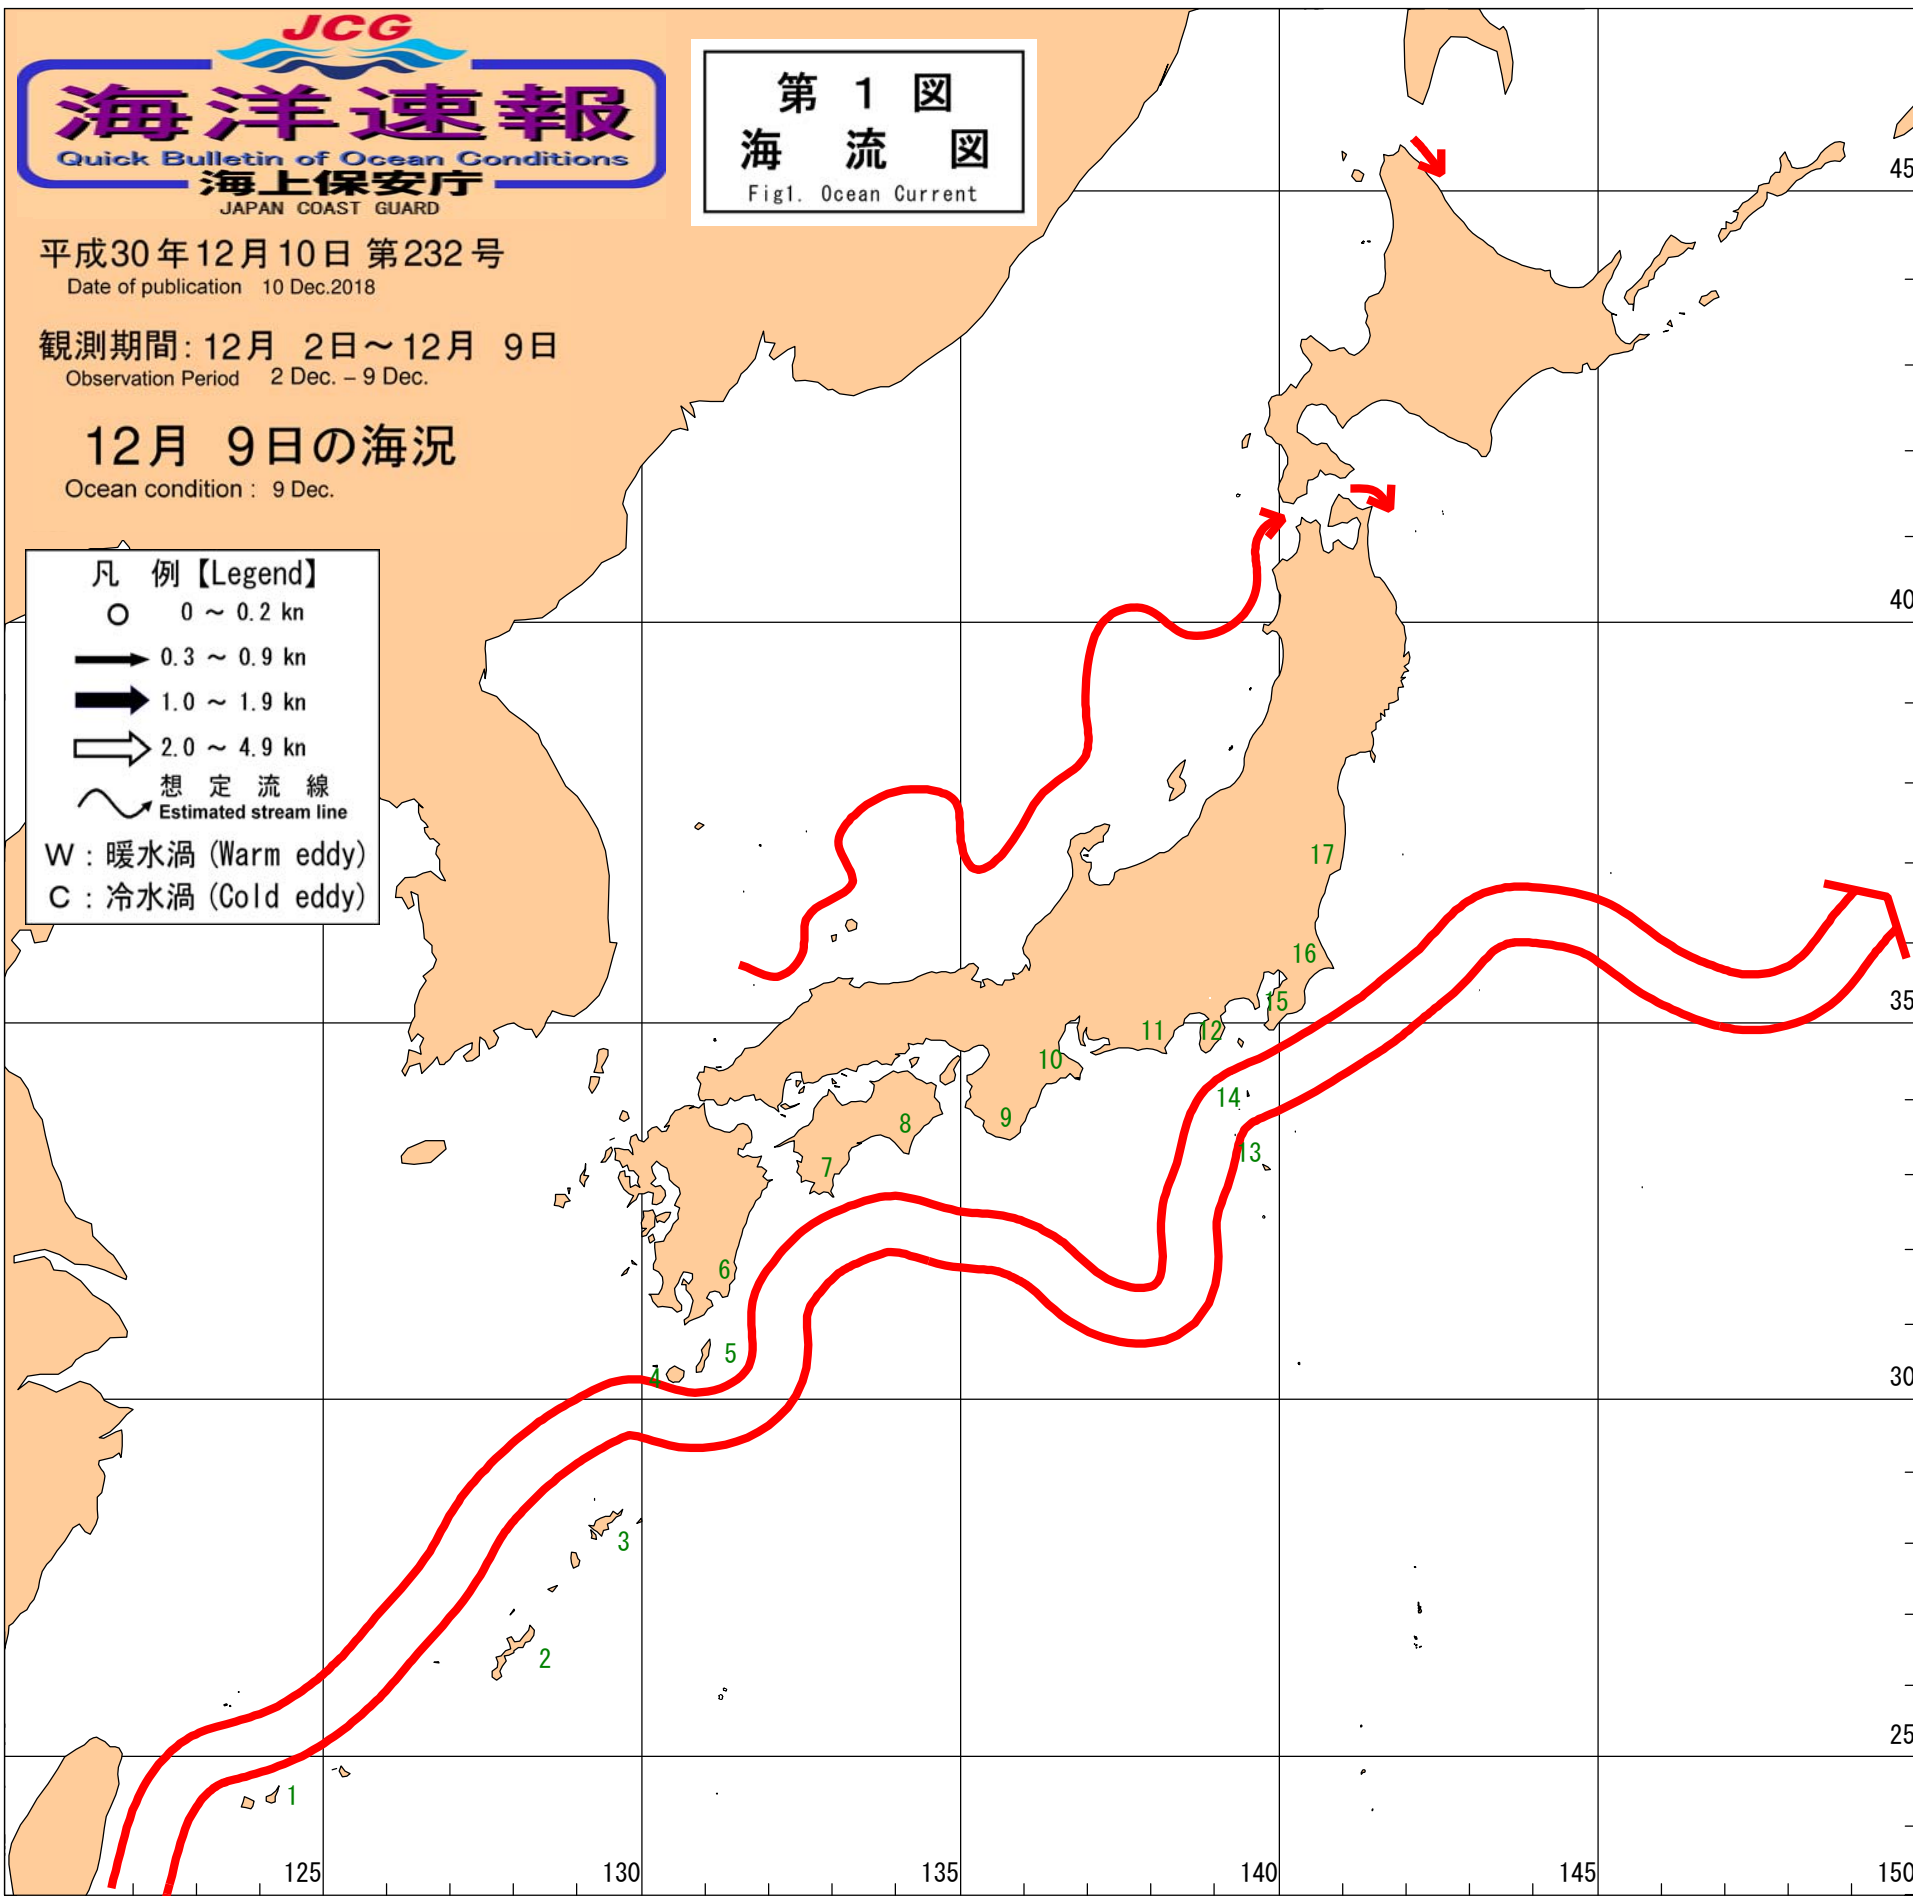 JCG
海洋速報
Quick Bulletin of Ocean Conditions
海上保安庁
JAPAN COAST GUARD
第 1 図
海 流 図
Fig1. Ocean Current
平成30年12月10日 第232号
Date of publication 10 Dec.2018
観測期間: 12月 2日～12月 9日
Observation Period 2 Dec. – 9 Dec.
12月 9日の海況
Ocean condition : 9 Dec.
凡 例【Legend】
0 ～ 0.2 kn
0.3 ～ 0.9 kn
1.0 ～ 1.9 kn
2.0 ～ 4.9 kn
想 定 流 線
Estimated stream line
W : 暖水渦 (Warm eddy)
C : 冷水渦 (Cold eddy)
45
40
17
16
35
15
11
12
10
14
9
8
13
7
6
5
4
30
3
2
25
1
125
130
135
140
145
150